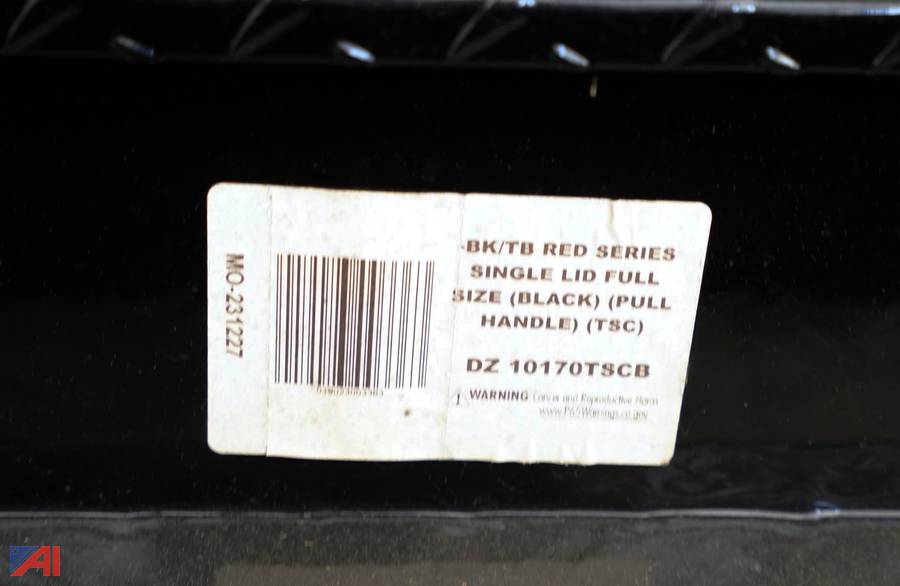 MO-231227
-BK/TB RED SERIES
SINGLE LID FULL
SIZE (BLACK) (PULL
HANDLE) (TSC)
DZ 10170TSCB
WARNING Cancer and Reproductive Harm
www.P65Warnings.ca.gov
AI